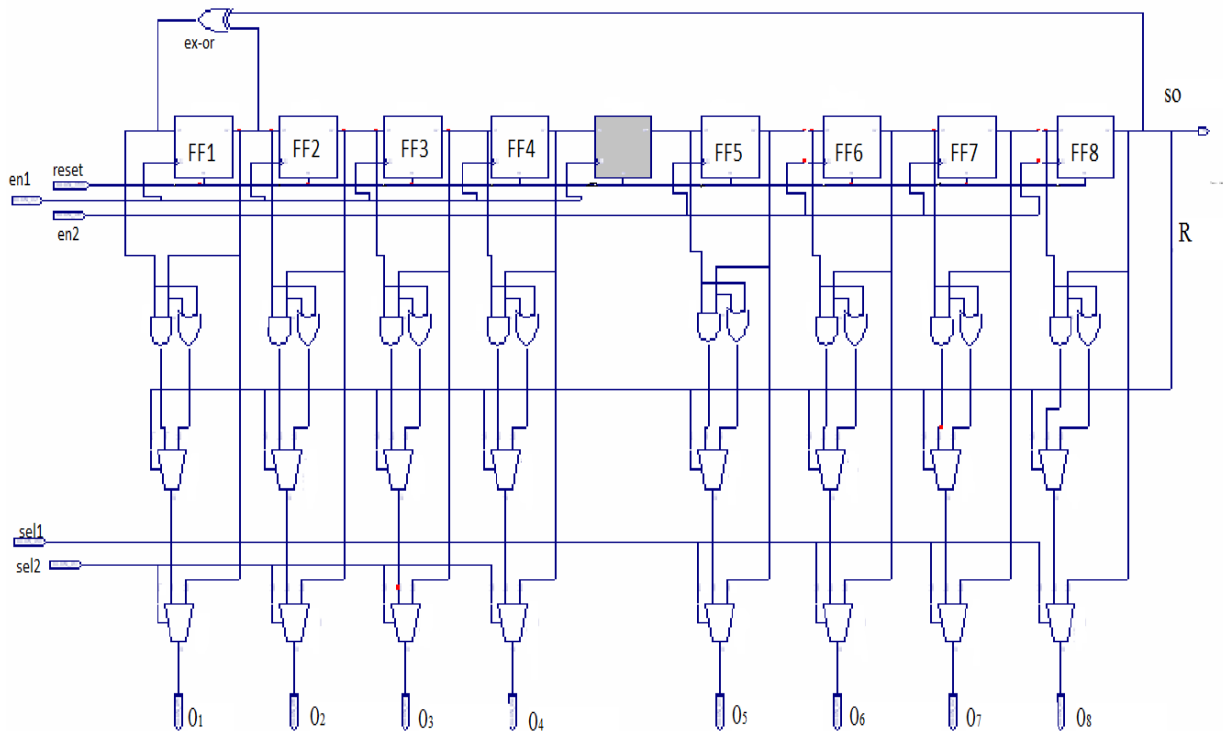 ex-or
so
FF1 FF2 FF3 FF4 FF5 FF6 FF7 FF8
reset
en1
en2
R
sel1
sel2
O1 O2 O3 O4 O5 O6 O7 O8